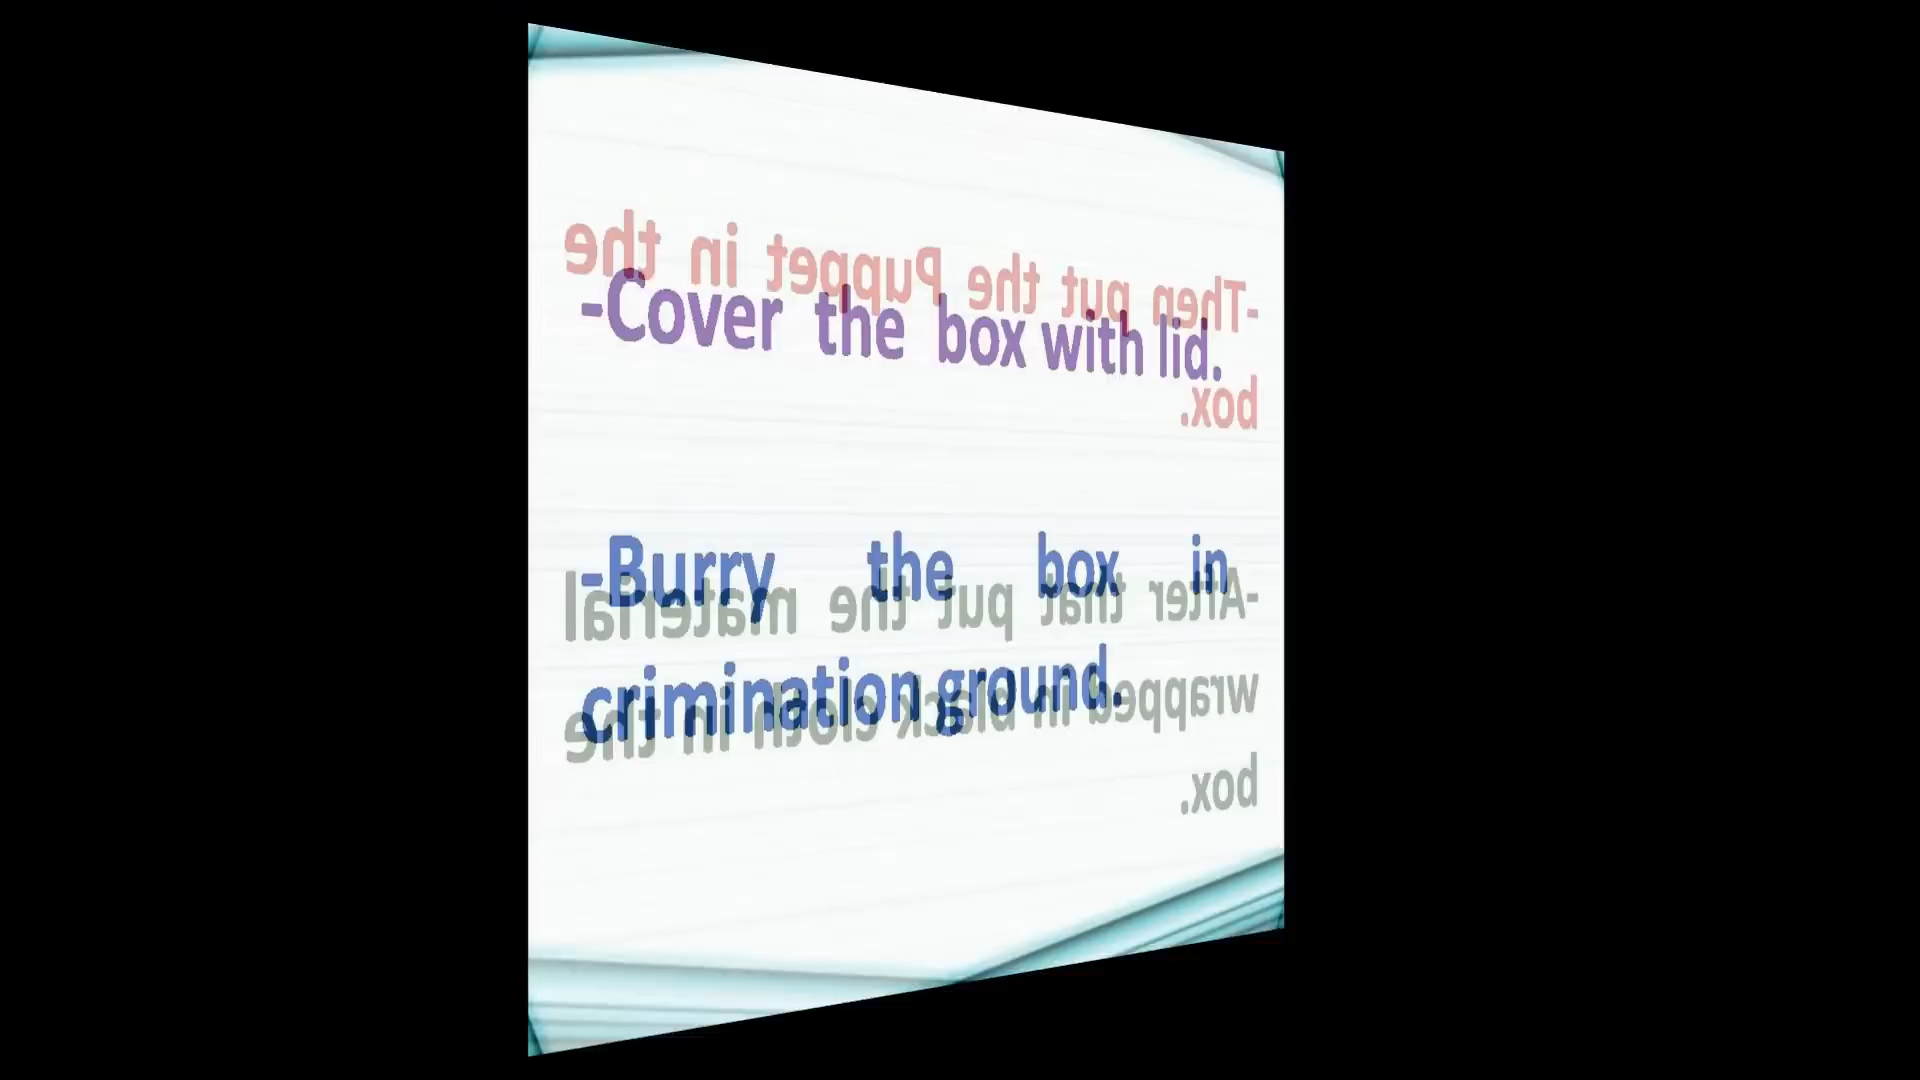 -Then put the Puppet in the
box.
-Cover the box with lid.
-After that put the material
wrapped in black cloth in the
box.
-Burry the box in
crimination ground.